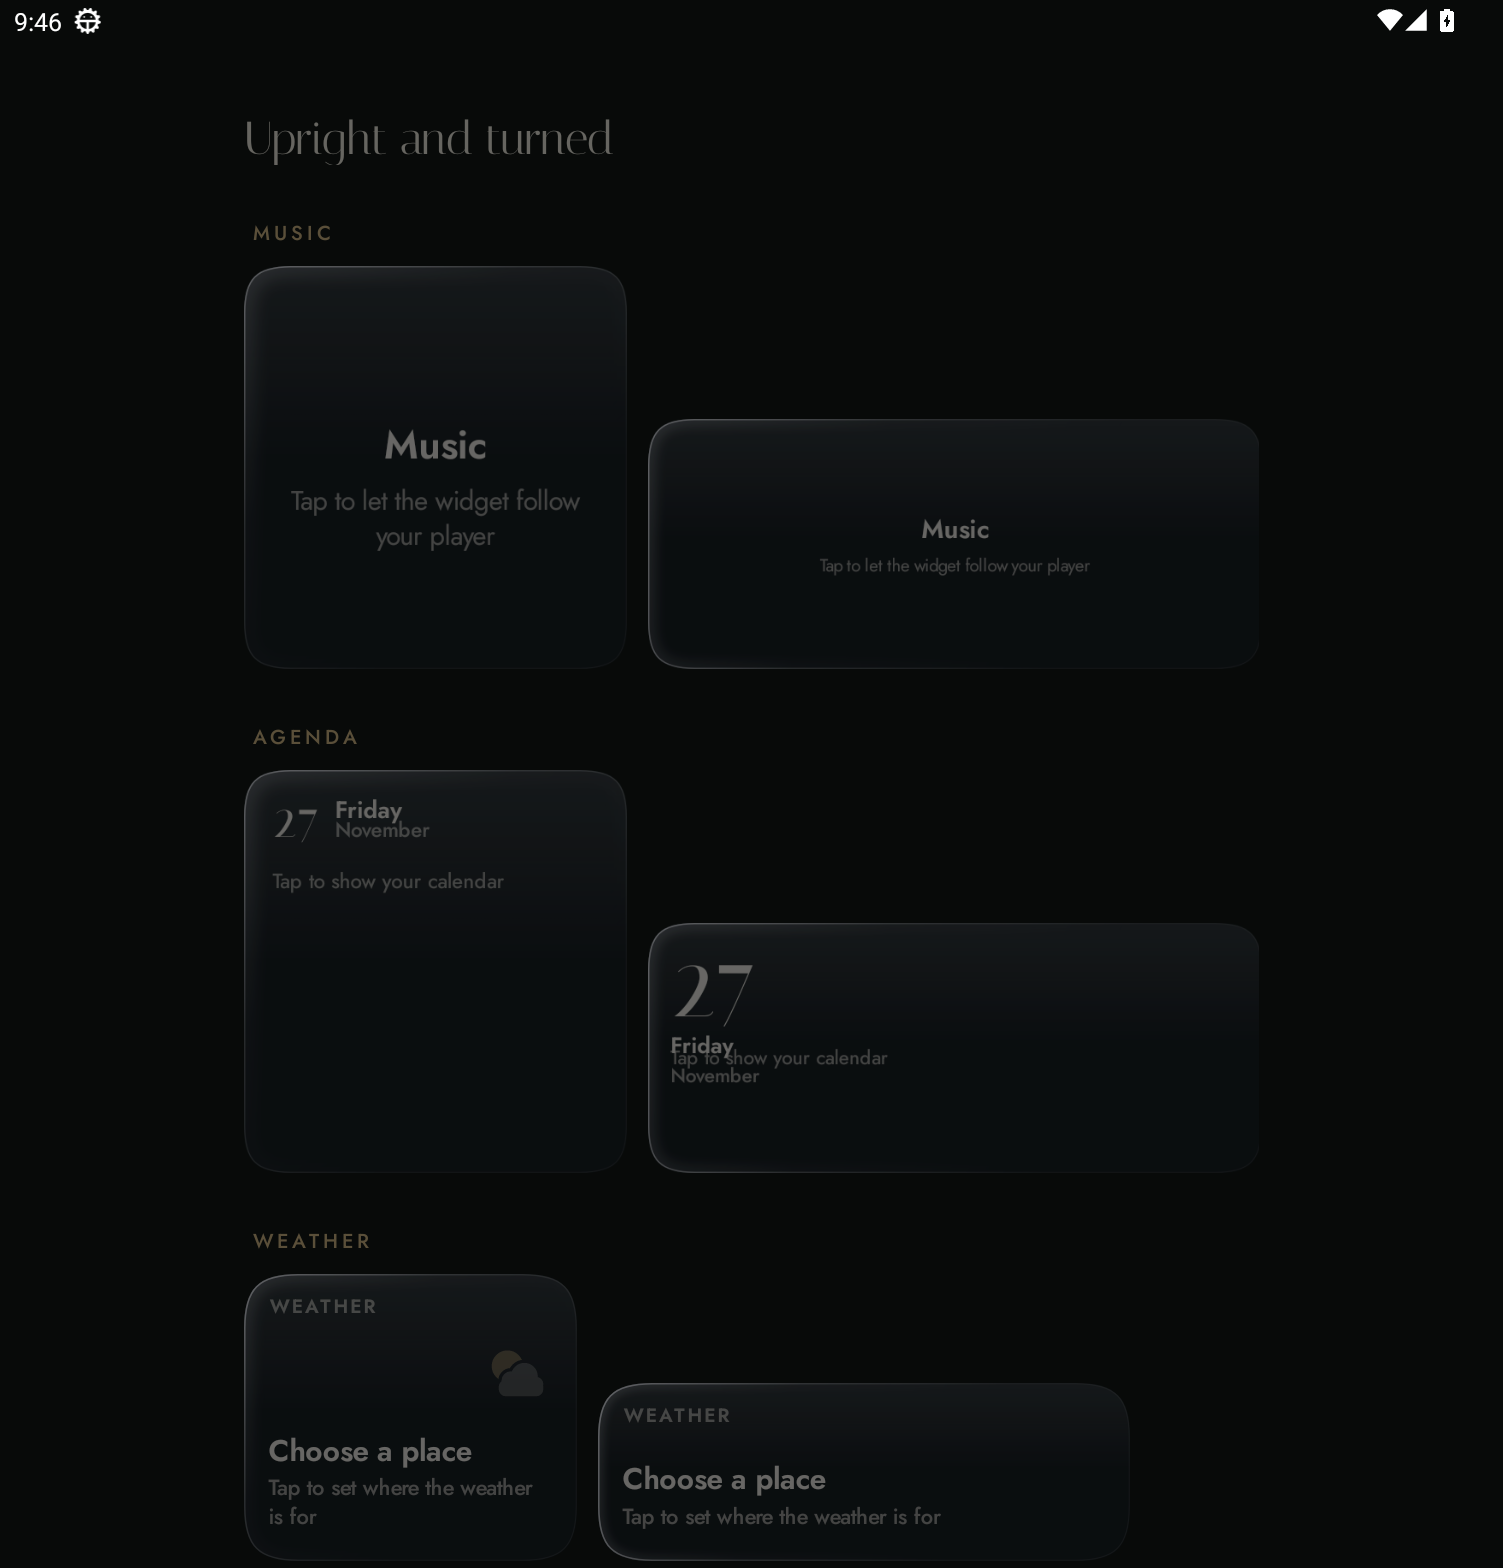 9:46
Upright and turned
MUSIC
Music
Tap to let the widget follow
your player
Music
Tap to let the widget follow your player
AGENDA
27
Friday
November
Tap to show your calendar
27
Friday
Tap to show your calendar
November
WEATHER
WEATHER
Choose a place
Tap to set where the weather
is for
WEATHER
Choose a place
Tap to set where the weather is for